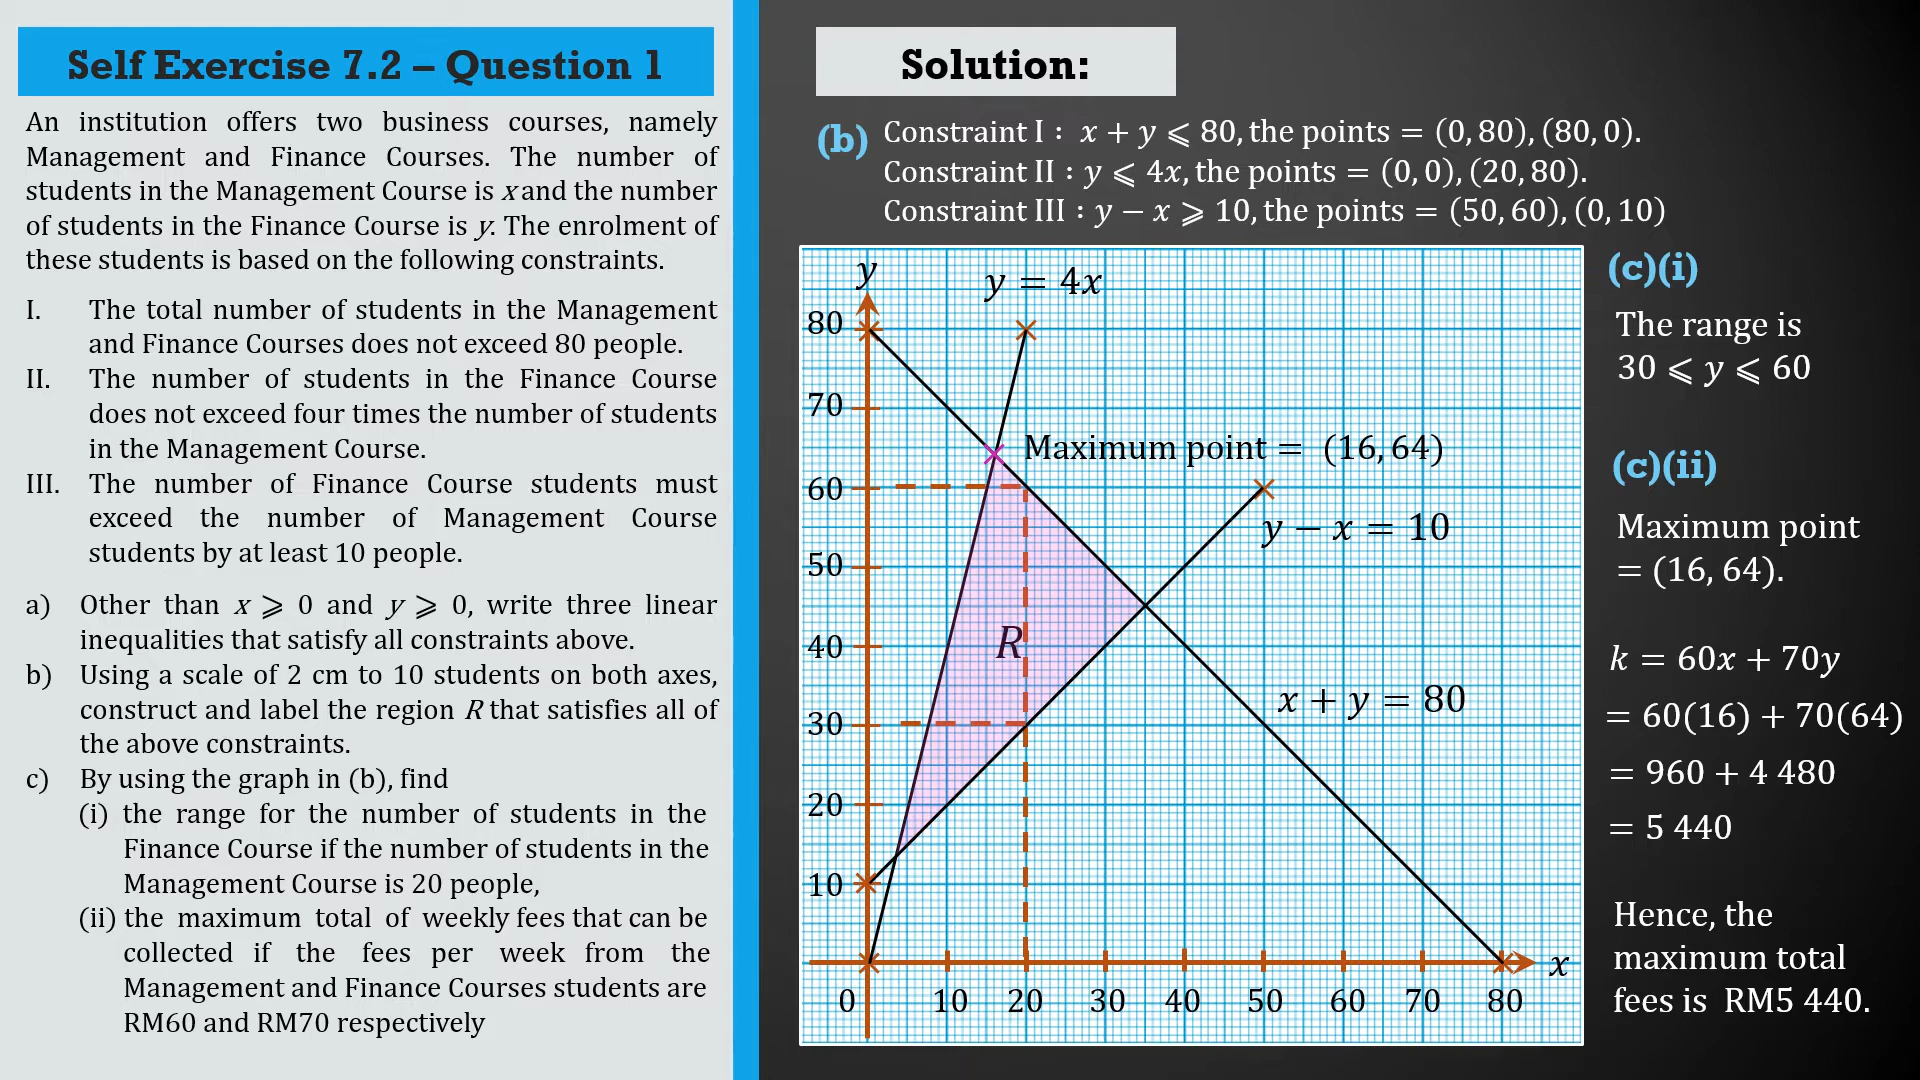 Self Exercise 7.2 – Question 1
An institution offers two business courses, namely
Management and Finance Courses. The number of
students in the Management Course is x and the number
of students in the Finance Course is y. The enrolment of
these students is based on the following constraints.
I. The total number of students in the Management
and Finance Courses does not exceed 80 people.
II. The number of students in the Finance Course
does not exceed four times the number of students
in the Management Course.
III. The number of Finance Course students must
exceed the number of Management Course
students by at least 10 people.
a) Other than x ⩾ 0 and y ⩾ 0, write three linear
inequalities that satisfy all constraints above.
b) Using a scale of 2 cm to 10 students on both axes,
construct and label the region R that satisfies all of
the above constraints.
c) By using the graph in (b), find
(i) the range for the number of students in the
Finance Course if the number of students in the
Management Course is 20 people,
(ii) the maximum total of weekly fees that can be
collected if the fees per week from the
Management and Finance Courses students are
RM60 and RM70 respectively
Solution:
(b) Constraint I : x + y ⩽ 80, the points = (0, 80), (80, 0).
Constraint II : y ⩽ 4x, the points = (0, 0), (20, 80).
Constraint III : y − x ⩾ 10, the points = (50, 60), (0, 10)
y
y = 4x
80
70
Maximum point = (16, 64)
60
y − x = 10
50
R
40
x + y = 80
30
20
10
x
0 10 20 30 40 50 60 70 80
(c)(i)
The range is
30 ⩽ y ⩽ 60
(c)(ii)
Maximum point
= (16, 64).
k = 60x + 70y
= 60(16) + 70(64)
= 960 + 4 480
= 5 440
Hence, the
maximum total
fees is RM5 440.